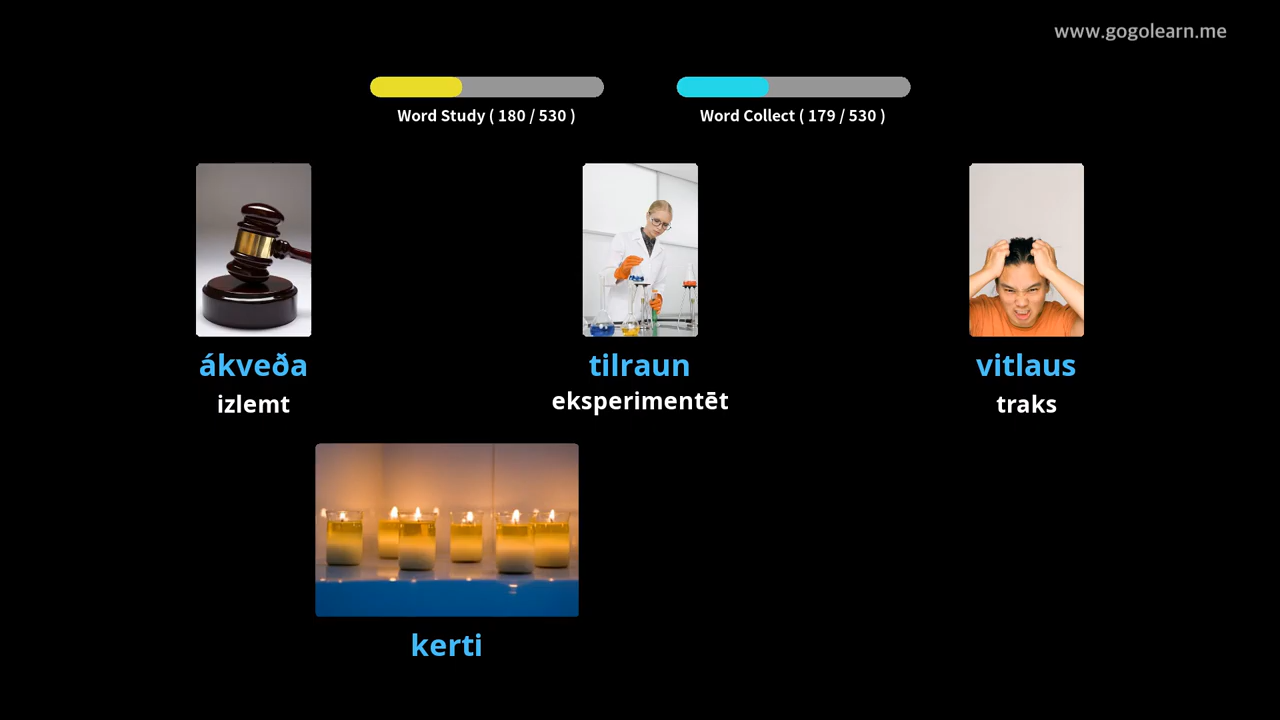 www.gogolearn.me
Word Study ( 180 / 530 )
Word Collect ( 179 / 530 )
ákveða
tilraun
vitlaus
izlemt
eksperimentēt
traks
kerti